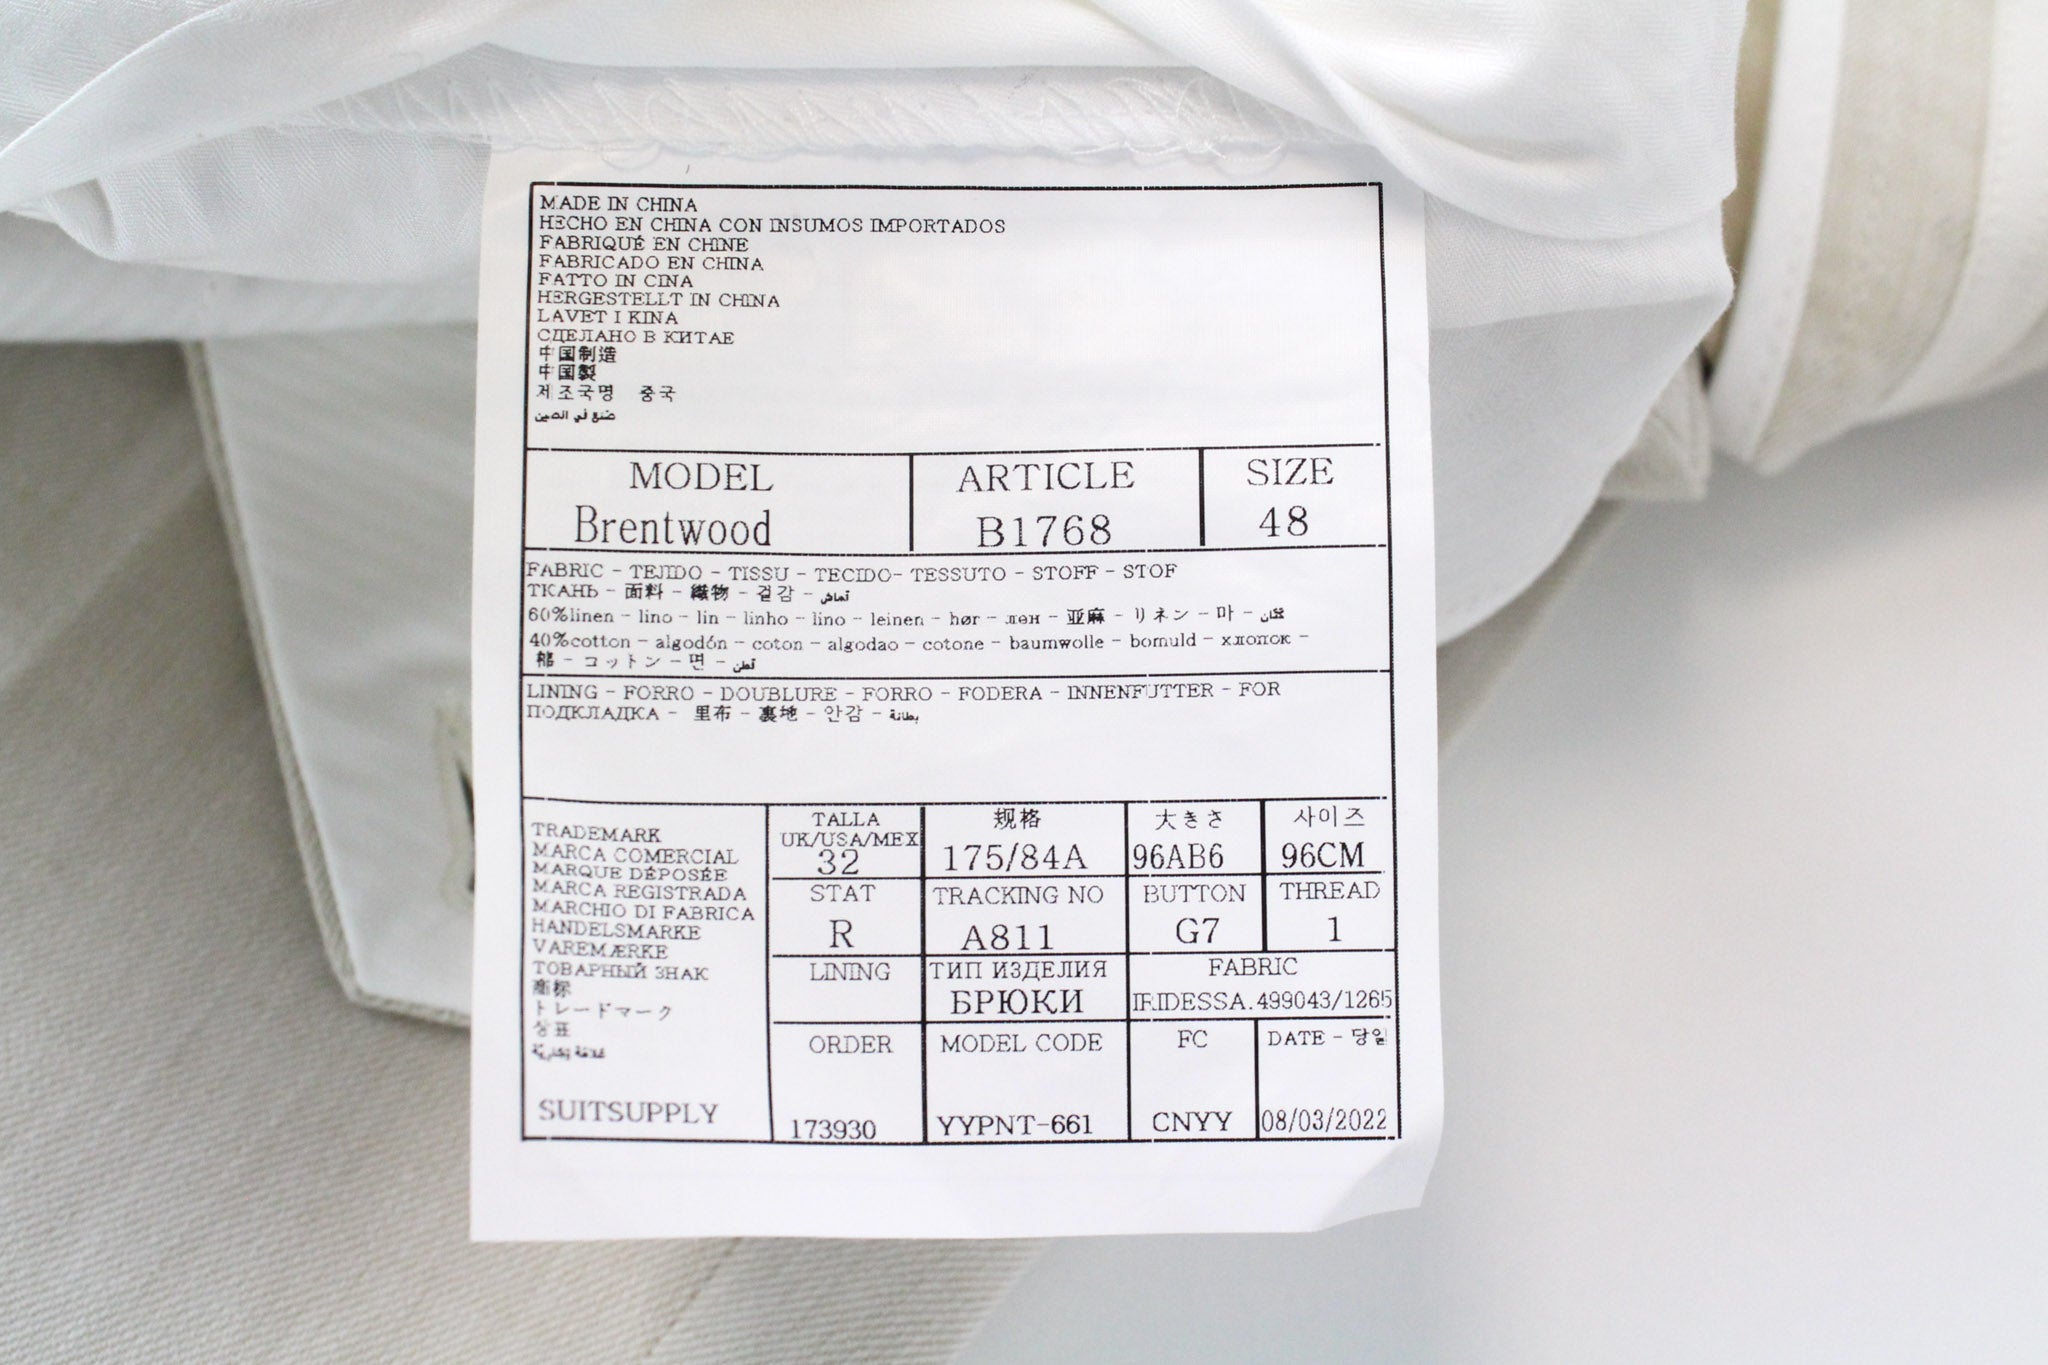 MADE IN CHINA
HECHO EN CHINA CON INSUMOS IMPORTADOS
FABRIQUÉ EN CHINE
FABRICADO EN CHINA
FATTO IN CINA
HERGESTELLT IN CHINA
LAVET I KINA
СДЕЛАНО В КИТАЕ
中国制造
中国製
제조국명 중국
صنع في الصين
MODEL ARTICLE SIZE
Brentwood B1768 48
FABRIC - TEJIDO - TISSU - TECIDO- TESSUTO - STOFF - STOF
ТКАНЬ - 面料 - 織物 - 겉감 - قماش
60%linen - lino - lin - linho - lino - leinen - hør - лен - 亚麻 - リネン - 마 - كتان
40%cotton - algodón - coton - algodao - cotone - baumwolle - bomuld - хлопок -
棉 - コットン - 면 - قطن
LINING - FORRO - DOUBLURE - FORRO - FODERA - INNENFUTTER - FOR
ПОДКЛАДКА - 里布 - 裏地 - 안감 - بطانة
TRADEMARK
MARCA COMERCIAL
MARQUE DÉPOSÉE
MARCA REGISTRADA
MARCHIO DI FABRICA
HANDELSMARKE
VAREMÆRKE
ТОВАРНЫЙ ЗНАК
商标
トレードマーク
상표
SUITSUPPLY
TALLA 规格 大きさ 사이즈
UK/USA/MEX
32 175/84A 96AB6 96CM
STAT TRACKING NO BUTTON THREAD
R A811 G7 1
LINING ТИП ИЗДЕЛИЯ FABRIC
БРЮКИ IRIDESSA.499043/1265
ORDER MODEL CODE FC DATE - 당일
173930 YYPNT-661 CNYY 08/03/2022